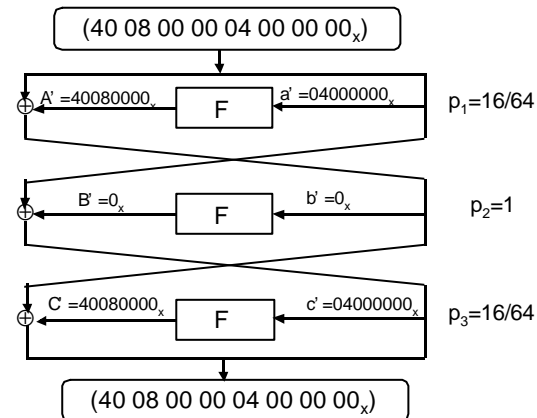 (40 08 00 00 04 00 00 00ₓ)
A' =40080000ₓ F a' =04000000ₓ p₁=16/64
B' =0ₓ F b' =0ₓ p₂=1
C' =40080000ₓ F c' =04000000ₓ p₃=16/64
(40 08 00 00 04 00 00 00ₓ)